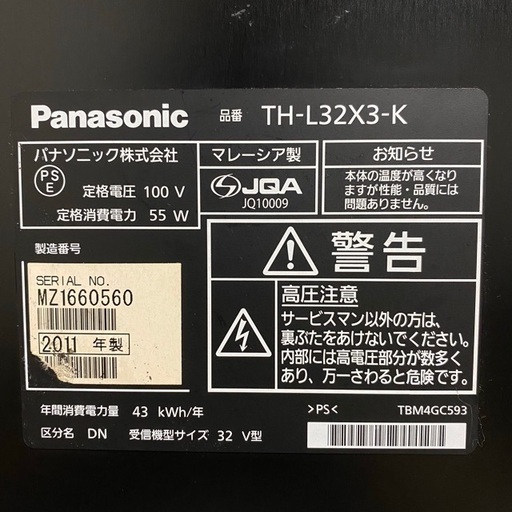 Panasonic 品番 TH-L32X3-K
パナソニック株式会社
PS
E
定格電圧 100 V
定格消費電力 55 W
マレーシア製
JQA
JQ10009
お知らせ
本体の温度が高くなり
ますが性能・品質には
問題ありません。
製造番号
SERIAL NO.
MZ1660560
2011 年製
警告
高圧注意
サービスマン以外の方は、
裏ぶたをあけないでください。
内部には高電圧部分が数多く
あり、万一さわると危険です。
年間消費電力量 43 kWh/年
区分名 DN 受信機型サイズ 32 V型
>PS<
TBM4GC593